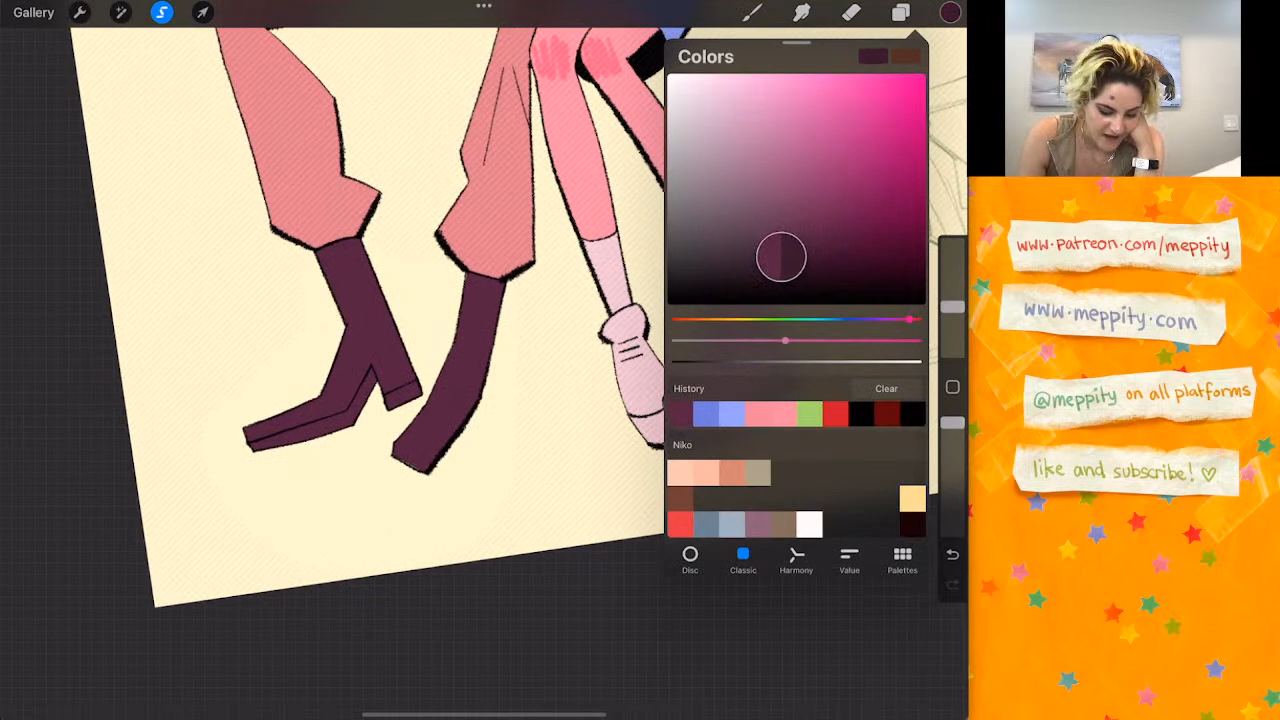 Gallery
Colors
History
Clear
Niko
Disc
Classic
Harmony
Value
Palettes
www.patreon.com/meppity
www.meppity.com
@meppity on all platforms
like and subscribe! ♡